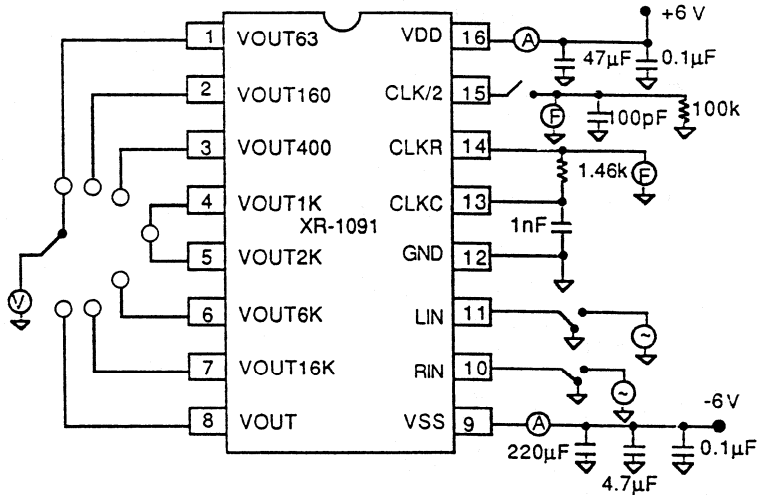 +6 V
1 VOUT63 VDD 16 A
47µF 0.1µF
2 VOUT160 CLK/2 15
F 100pF 100k
3 VOUT400 CLKR 14
1.46k F
4 VOUT1K CLKC 13
XR-1091 1nF
5 VOUT2K GND 12
V
6 VOUT6K LIN 11
~
7 VOUT16K RIN 10
~
-6V
8 VOUT VSS 9 A
220µF 0.1µF
4.7µF